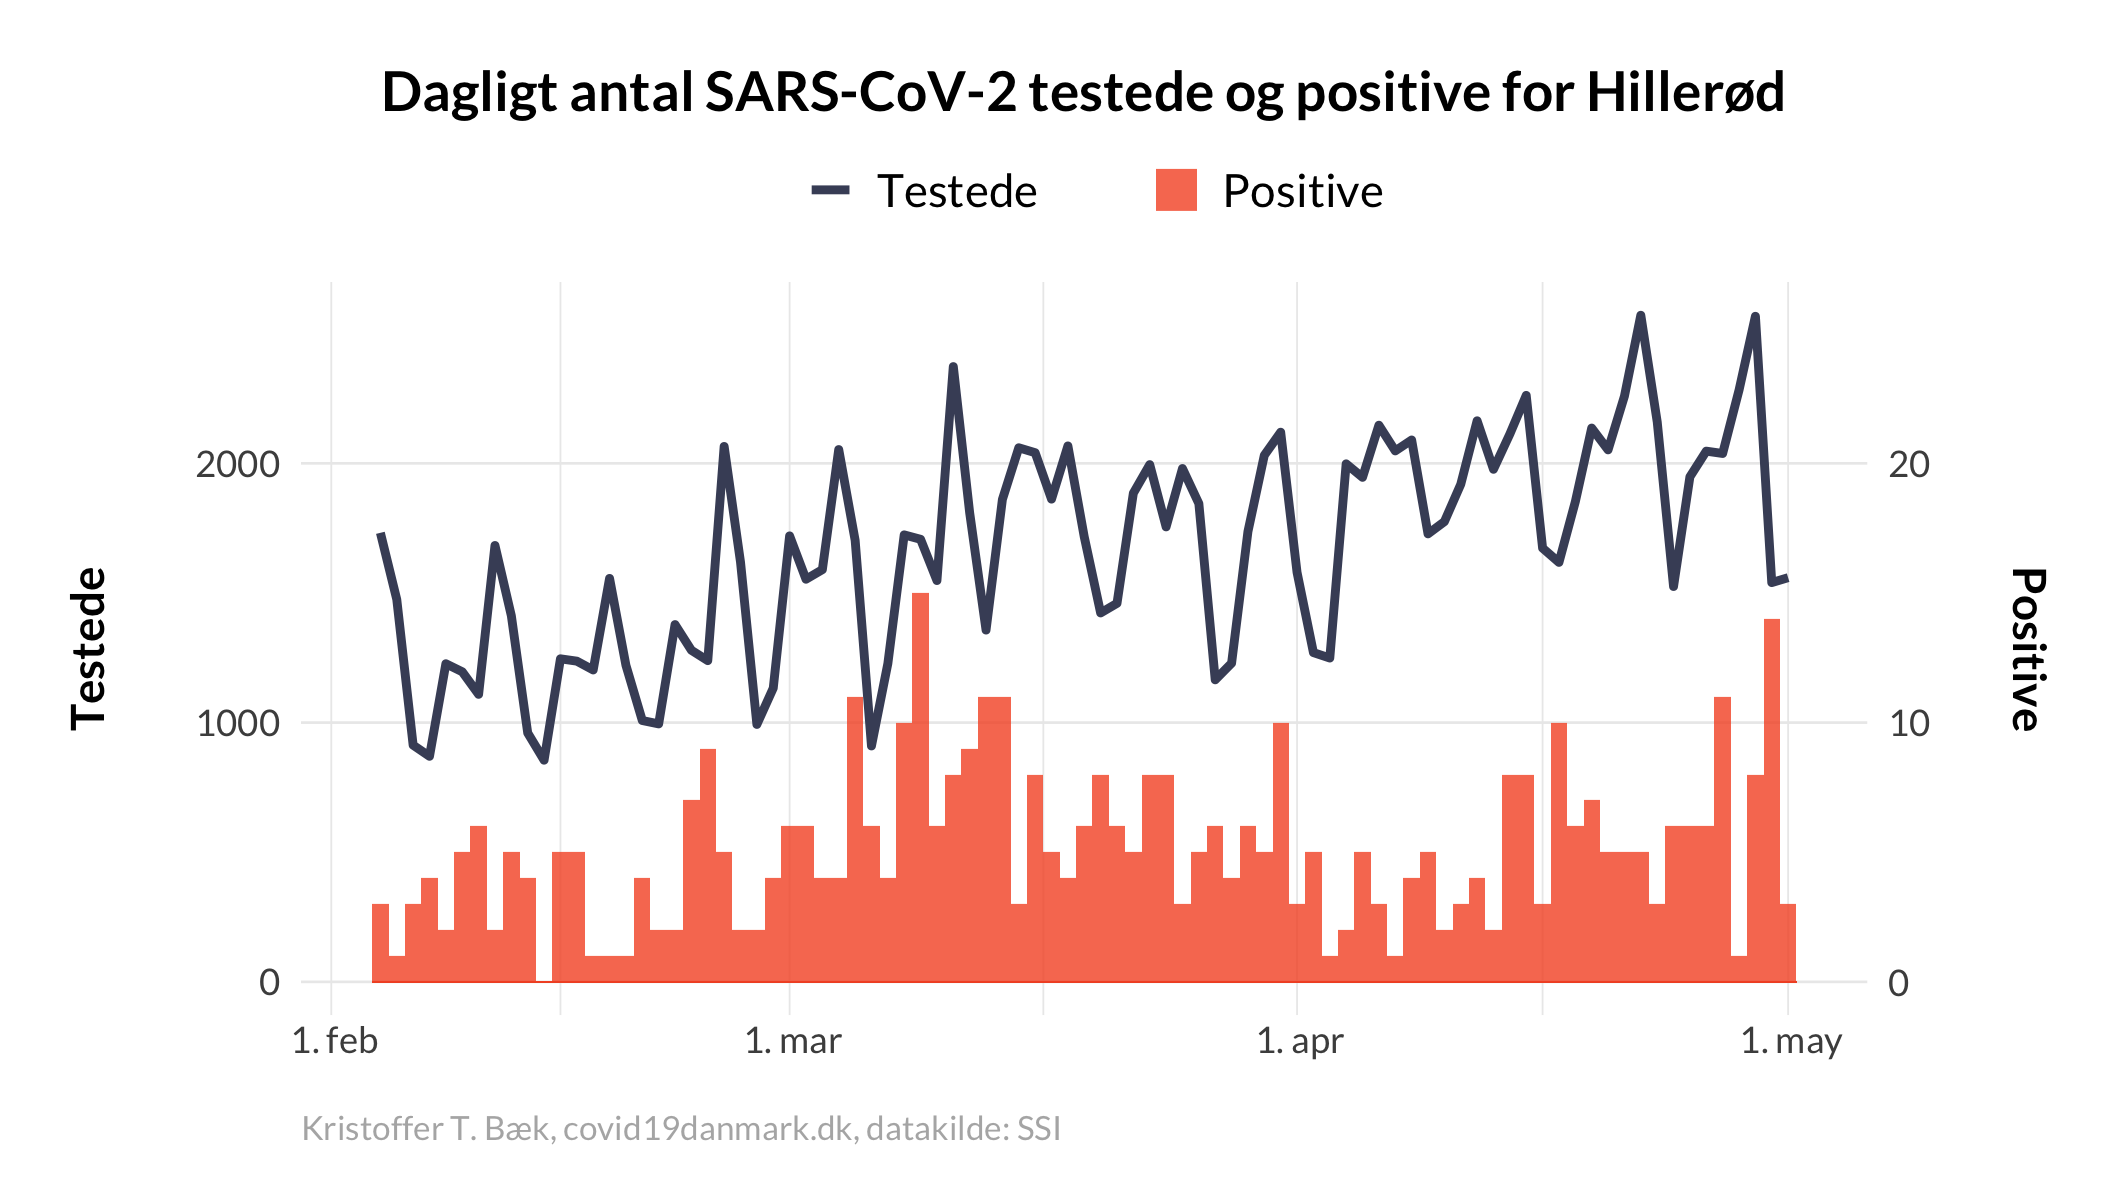 Dagligt antal SARS-CoV-2 testede og positive for Hillerød
Testede
Positive
2000
1000
0
Testede
20
10
0
Positive
1. feb
1. mar
1. apr
1. may
Kristoffer T. Bæk, covid19danmark.dk, datakilde: SSI